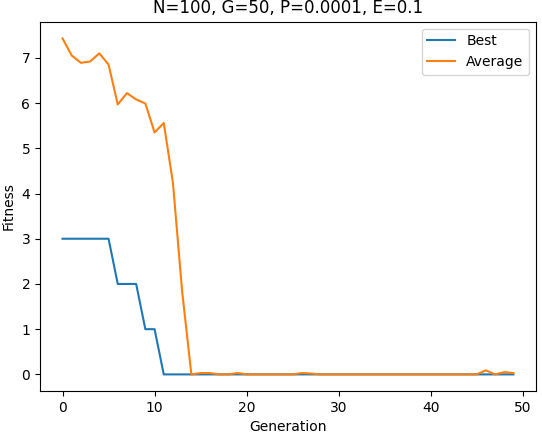 N=100, G=50, P=0.0001, E=0.1
Best
Average
Fitness
7
6
5
4
3
2
1
0
0 10 20 30 40 50
Generation